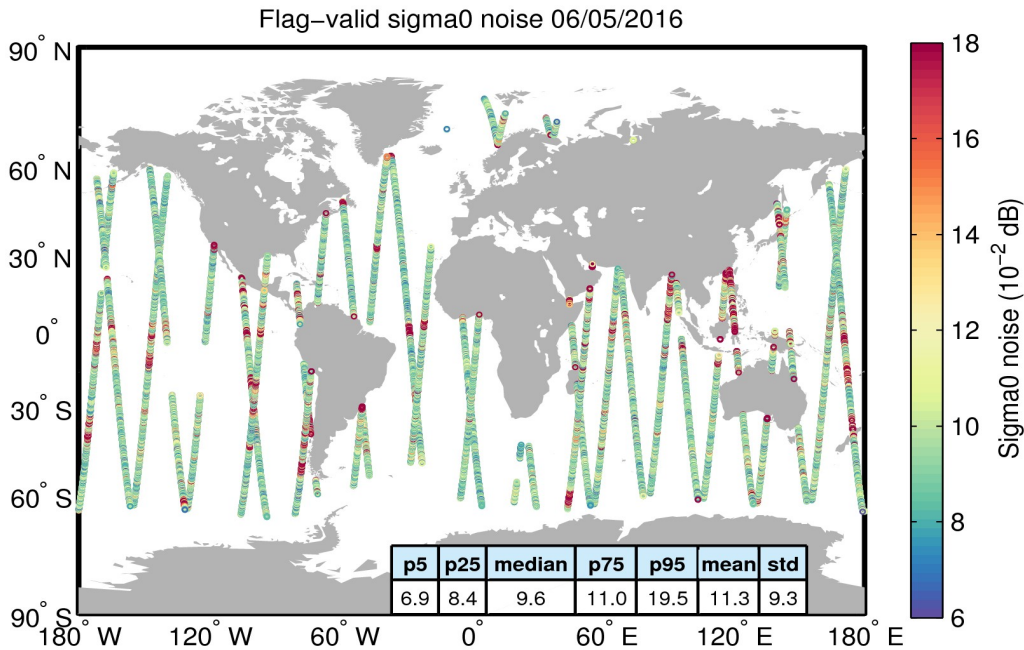 Flag−valid sigma0 noise 06/05/2016
90° N
60° N
30° N
0°
30° S
60° S
90° S
180° W
120° W
60° W
0°
60° E
120° E
180° E
p5 p25 median p75 p95 mean std
6.9 8.4 9.6 11.0 19.5 11.3 9.3
18
16
14
12
10
8
6
Sigma0 noise (10⁻² dB)